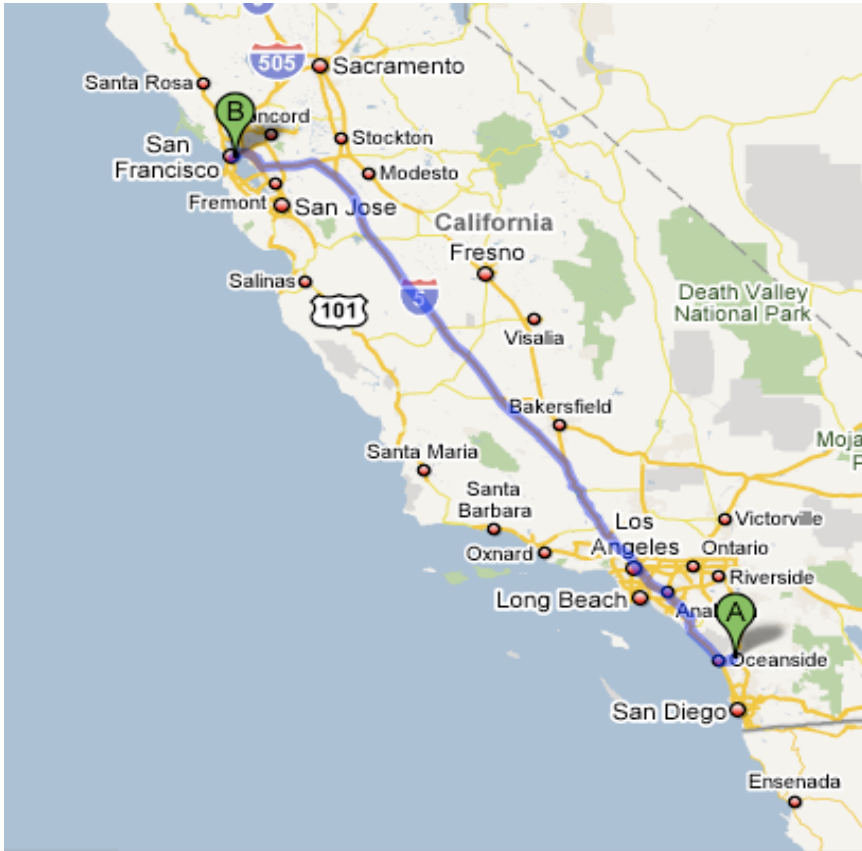 505
Sacramento
Santa Rosa
B
oncord
San
Francisco
Stockton
Modesto
Fremont
San Jose
California
Fresno
Salinas
5
101
Death Valley
National Park
Visalia
Bakersfield
Moja
P
Santa Maria
Santa
Barbara
Los
Angeles
Victorville
Oxnard
Ontario
Riverside
Long Beach
Ana
A
Oceanside
San Diego
Ensenada